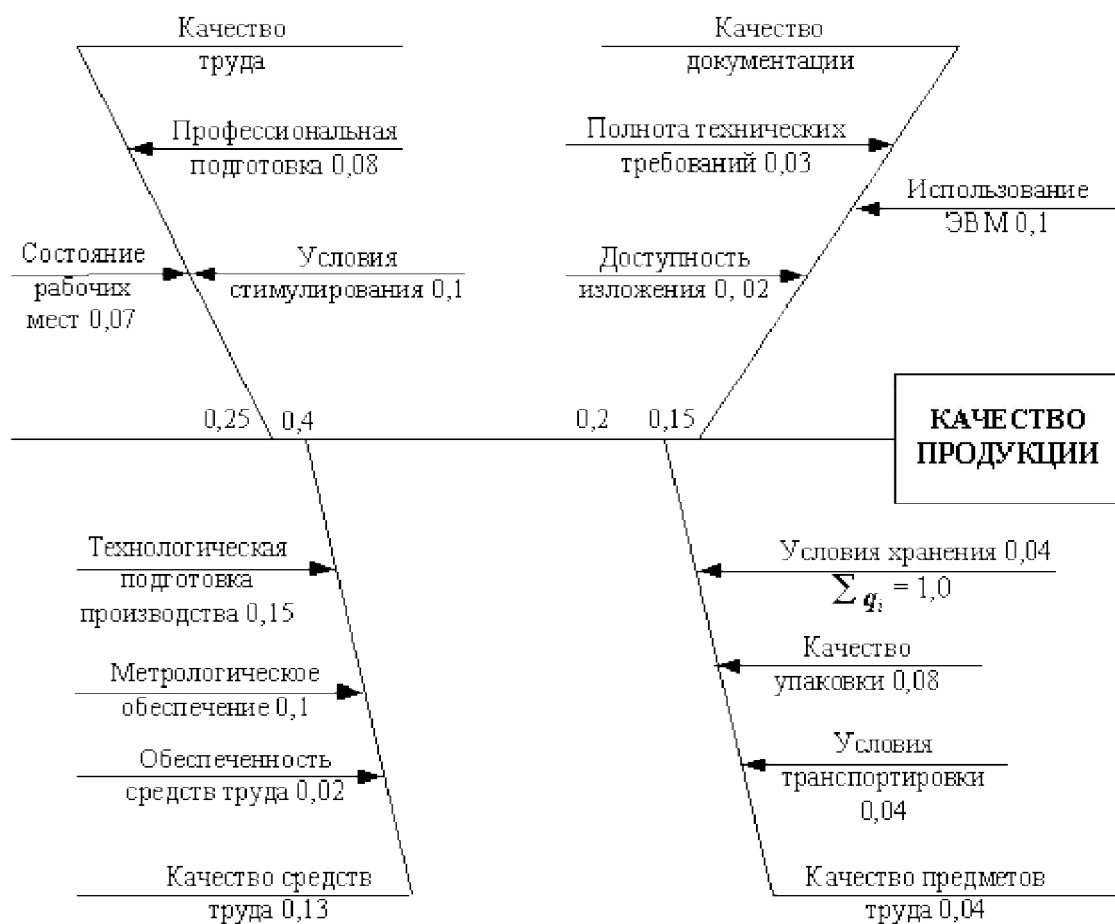 Качество
труда
Качество
документации
Профессиональная
подготовка 0,08
Полнота технических
требований 0,03
Использование
ЭВМ 0,1
Состояние
рабочих
мест 0,07
Условия
стимулирования 0,1
Доступность
изложения 0, 02
0,25
0,4
0,2
0,15
КАЧЕСТВО
ПРОДУКЦИИ
Технологическая
подготовка
производства 0,15
Условия хранения 0,04
∑ qᵢ = 1,0
Метрологическое
обеспечение 0,1
Качество
упаковки 0,08
Обеспеченность
средств труда 0,02
Условия
транспортировки
0,04
Качество средств
труда 0,13
Качество предметов
труда 0,04